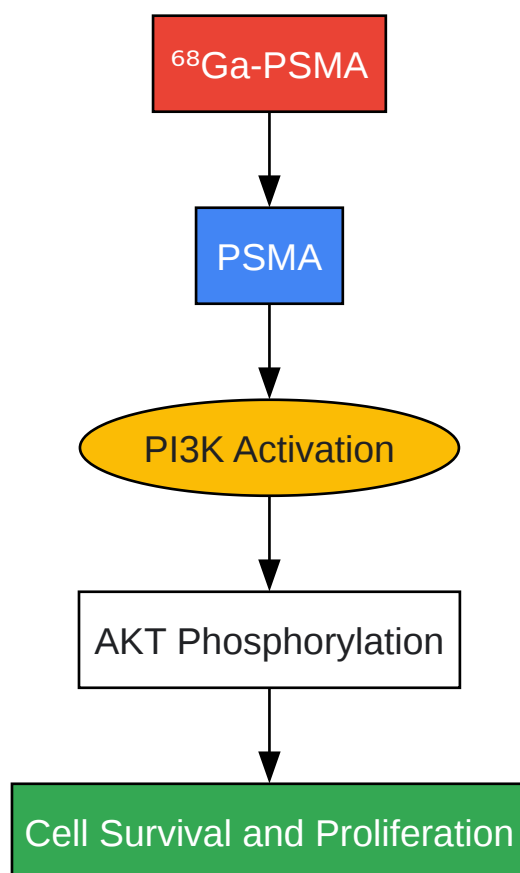 ⁶⁸Ga-PSMA
PSMA
PI3K Activation
AKT Phosphorylation
Cell Survival and Proliferation